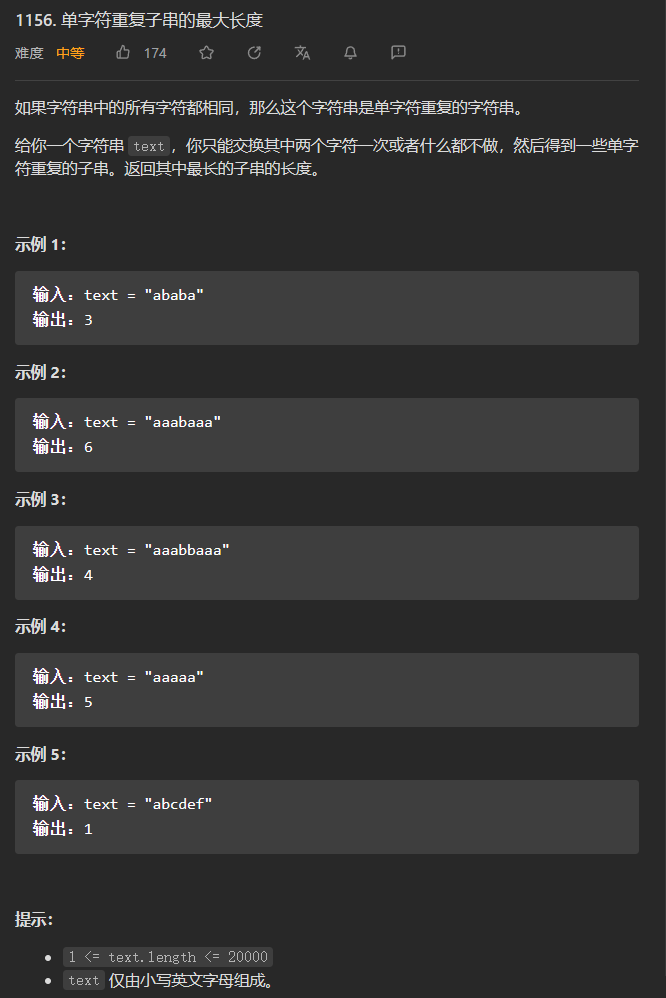 1156. 单字符重复子串的最大长度
难度 中等 174
如果字符串中的所有字符都相同，那么这个字符串是单字符重复的字符串。
给你一个字符串 text，你只能交换其中两个字符一次或者什么都不做，然后得到一些单字
符重复的子串。返回其中最长的子串的长度。
示例 1：
输入：text = "ababa"
输出：3
示例 2：
输入：text = "aaabaaa"
输出：6
示例 3：
输入：text = "aaabbaaa"
输出：4
示例 4：
输入：text = "aaaaa"
输出：5
示例 5：
输入：text = "abcdef"
输出：1
提示：
• 1 <= text.length <= 20000
• text 仅由小写英文字母组成。